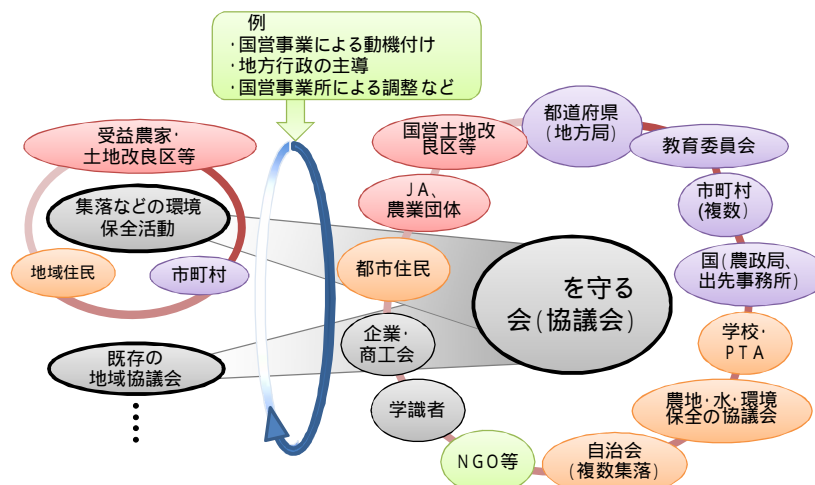 例
・国営事業による動機付け
・地方行政の主導
・国営事業所による調整など
受益農家・
土地改良区等
集落などの環境
保全活動
地域住民
市町村
既存の
地域協議会
国営土地改
良区等
都道府県
(地方局)
教育委員会
JA、
農業団体
市町村
(複数)
都市住民
国(農政局、
出先事務所)
を守る
会(協議会)
企業・
商工会
学校・
PTA
学識者
農地・水・環境
保全の協議会
NGO等
自治会
(複数集落)